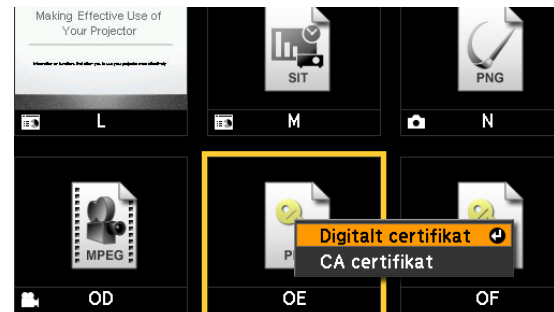 Making Effective Use of
Your Projector
SIT
PNG
L
M
N
MPEG
Digitalt certifikat
CA certifikat
OD
OE
OF